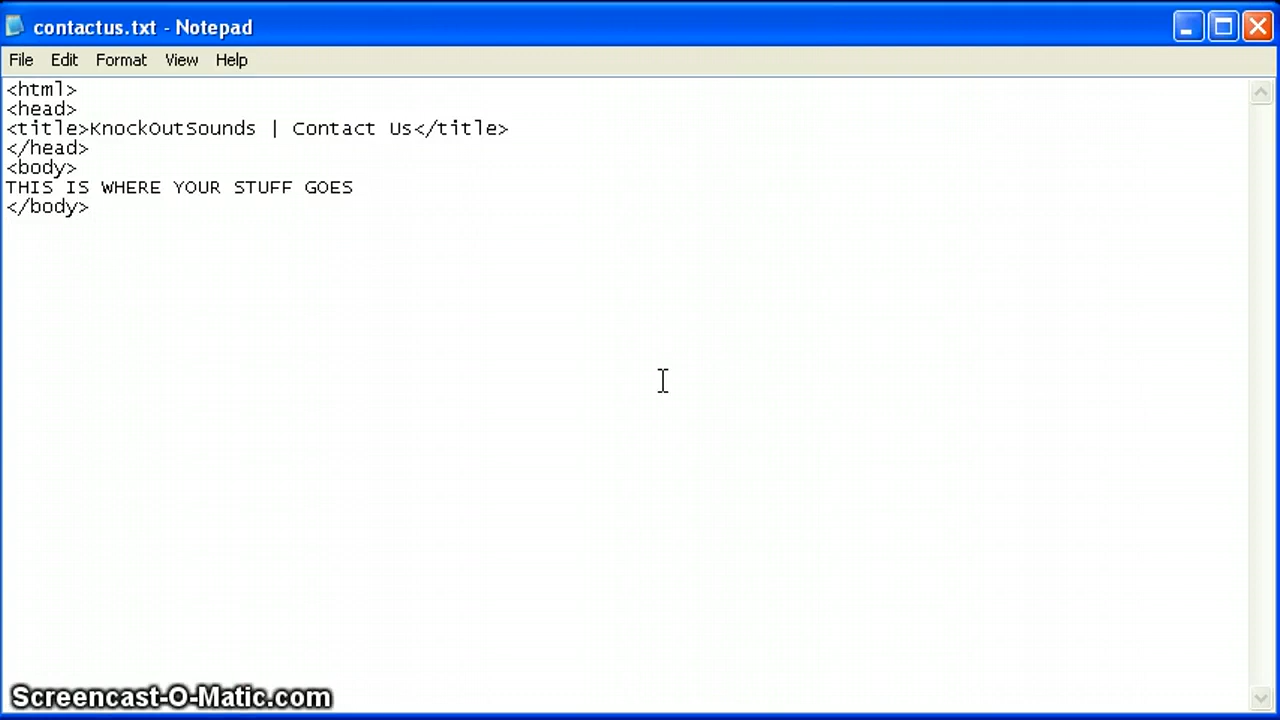 contactus.txt - Notepad
File Edit Format View Help
<html>
<head>
<title>KnockOutSounds | Contact Us</title>
</head>
<body>
THIS IS WHERE YOUR STUFF GOES
</body>
Screencast-O-Matic.com